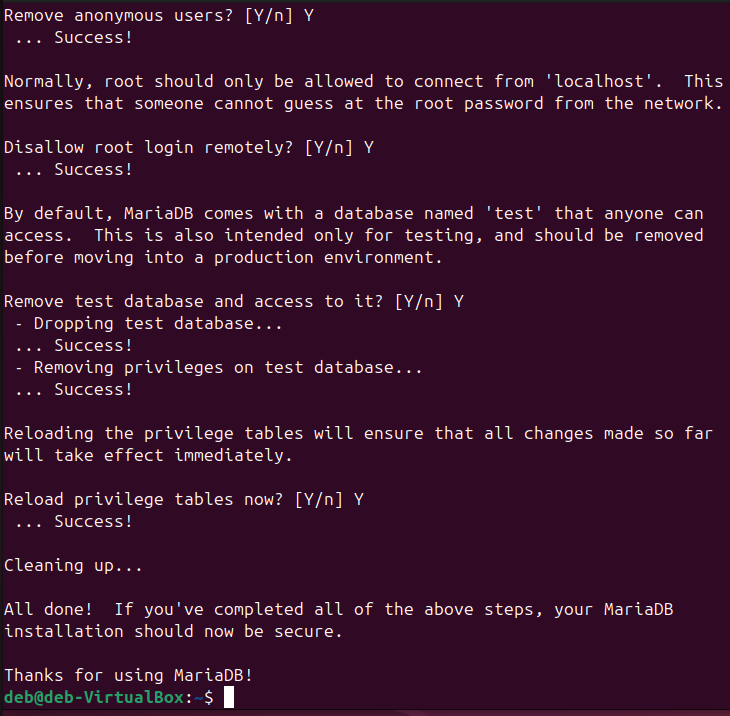 Remove anonymous users? [Y/n] Y
 ... Success!
Normally, root should only be allowed to connect from 'localhost'.  This
ensures that someone cannot guess at the root password from the network.
Disallow root login remotely? [Y/n] Y
 ... Success!
By default, MariaDB comes with a database named 'test' that anyone can
access.  This is also intended only for testing, and should be removed
before moving into a production environment.
Remove test database and access to it? [Y/n] Y
 - Dropping test database...
 ... Success!
 - Removing privileges on test database...
 ... Success!
Reloading the privilege tables will ensure that all changes made so far
will take effect immediately.
Reload privilege tables now? [Y/n] Y
 ... Success!
Cleaning up...
All done!  If you've completed all of the above steps, your MariaDB
installation should now be secure.
Thanks for using MariaDB!
deb@deb-VirtualBox:~$